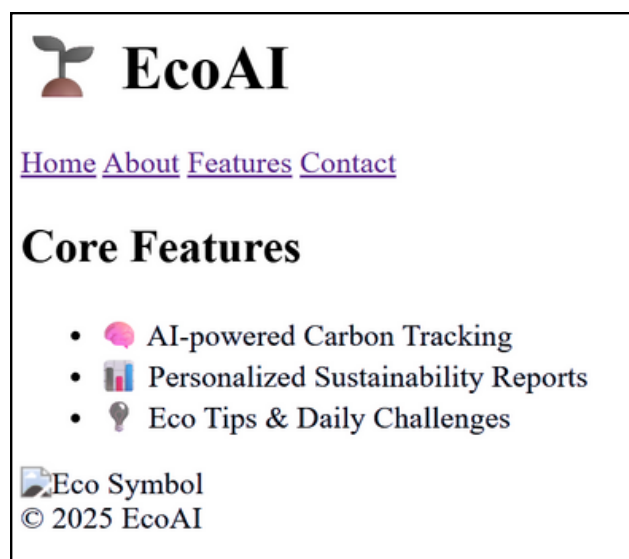 EcoAI
Home About Features Contact
Core Features
AI-powered Carbon Tracking
Personalized Sustainability Reports
Eco Tips & Daily Challenges
Eco Symbol
© 2025 EcoAI